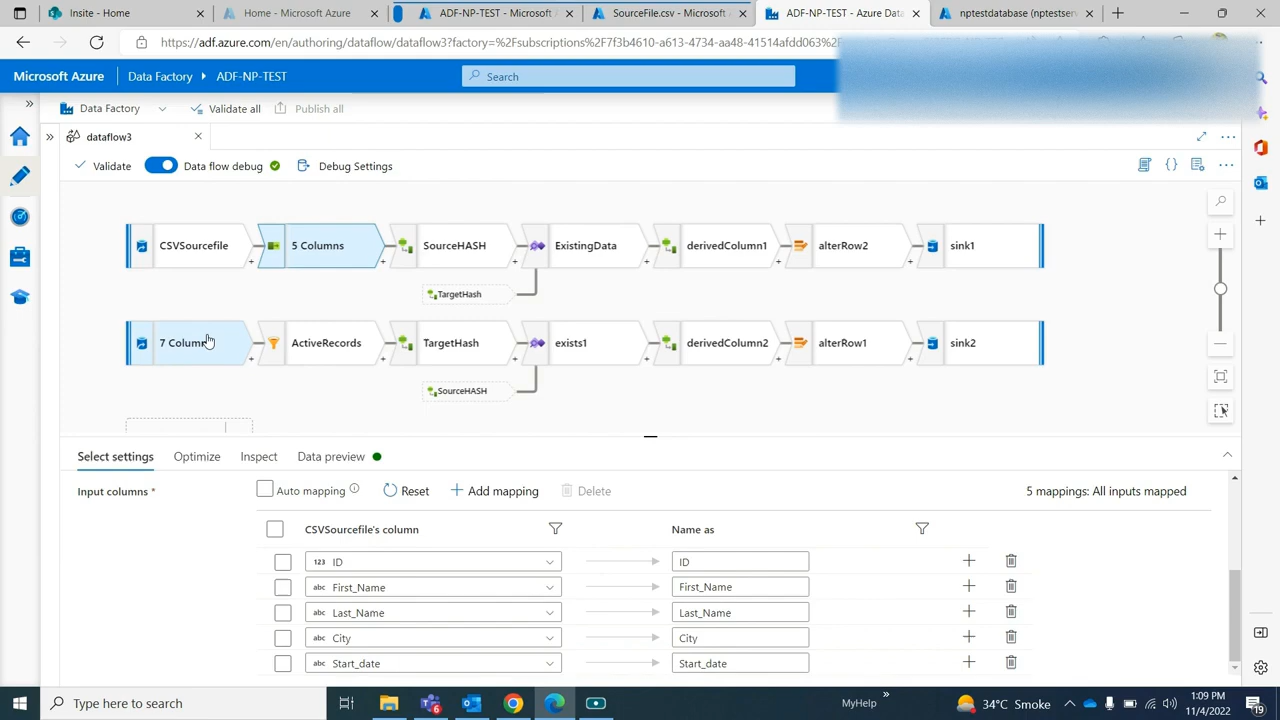 Insite - Home
Home - Microsoft Azure
ADF-NP-TEST - Microsoft A
SourceFile.csv - Microsoft A
ADF-NP-TEST - Azure Data
nptestdatabase (nptestserve
https://adf.azure.com/en/authoring/dataflow/dataflow3?factory=%2Fsubscriptions%2F7f3b4610-a613-4734-aa48-41514afdd063%2F
Microsoft Azure
Data Factory
ADF-NP-TEST
Search
Data Factory
Validate all
Publish all
dataflow3
Validate
Data flow debug
Debug Settings
CSVSourcefile
5 Columns
SourceHASH
ExistingData
derivedColumn1
alterRow2
sink1
TargetHash
7 Column
ActiveRecords
TargetHash
exists1
derivedColumn2
alterRow1
sink2
SourceHASH
Select settings
Optimize
Inspect
Data preview
Input columns *
Auto mapping
Reset
Add mapping
Delete
5 mappings: All inputs mapped
CSVSourcefile's column
Name as
123 ID
ID
abc First_Name
First_Name
abc Last_Name
Last_Name
abc City
City
abc Start_date
Start_date
Type here to search
MyHelp
34°C Smoke
1:09 PM
11/4/2022